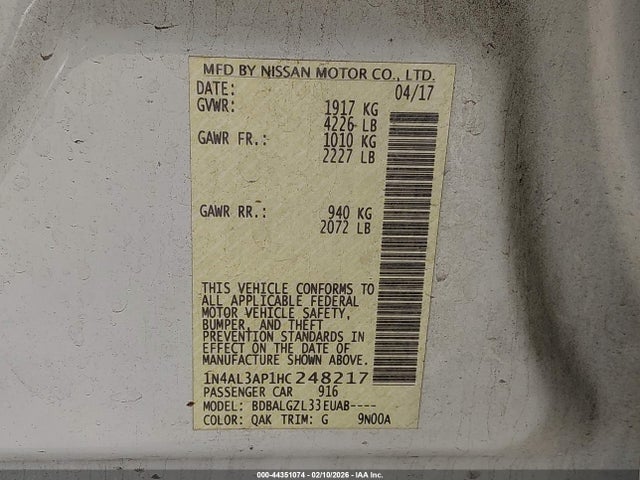 MFD BY NISSAN MOTOR CO., LTD.
DATE: 04/17
GVWR: 1917 KG
4226 LB
GAWR FR.: 1010 KG
2227 LB
GAWR RR.: 940 KG
2072 LB
THIS VEHICLE CONFORMS TO
ALL APPLICABLE FEDERAL
MOTOR VEHICLE SAFETY,
BUMPER, AND THEFT
PREVENTION STANDARDS IN
EFFECT ON THE DATE OF
MANUFACTURE SHOWN ABOVE.
1N4AL3AP1HC248217
PASSENGER CAR 916
MODEL: BDBALGZL33EUAB----
COLOR: QAK TRIM: G 9N00A
000-44351074 - 02/10/2026 - IAA Inc.